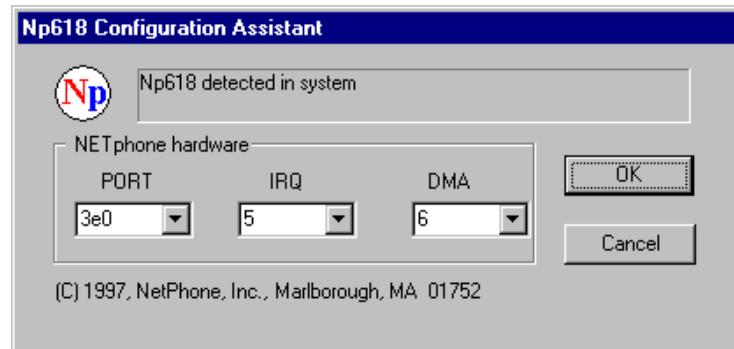 Np618 Configuration Assistant
Np
Np618 detected in system
NETphone hardware
PORT IRQ DMA
3e0 5 6
OK
Cancel
(C) 1997, NetPhone, Inc., Marlborough, MA 01752